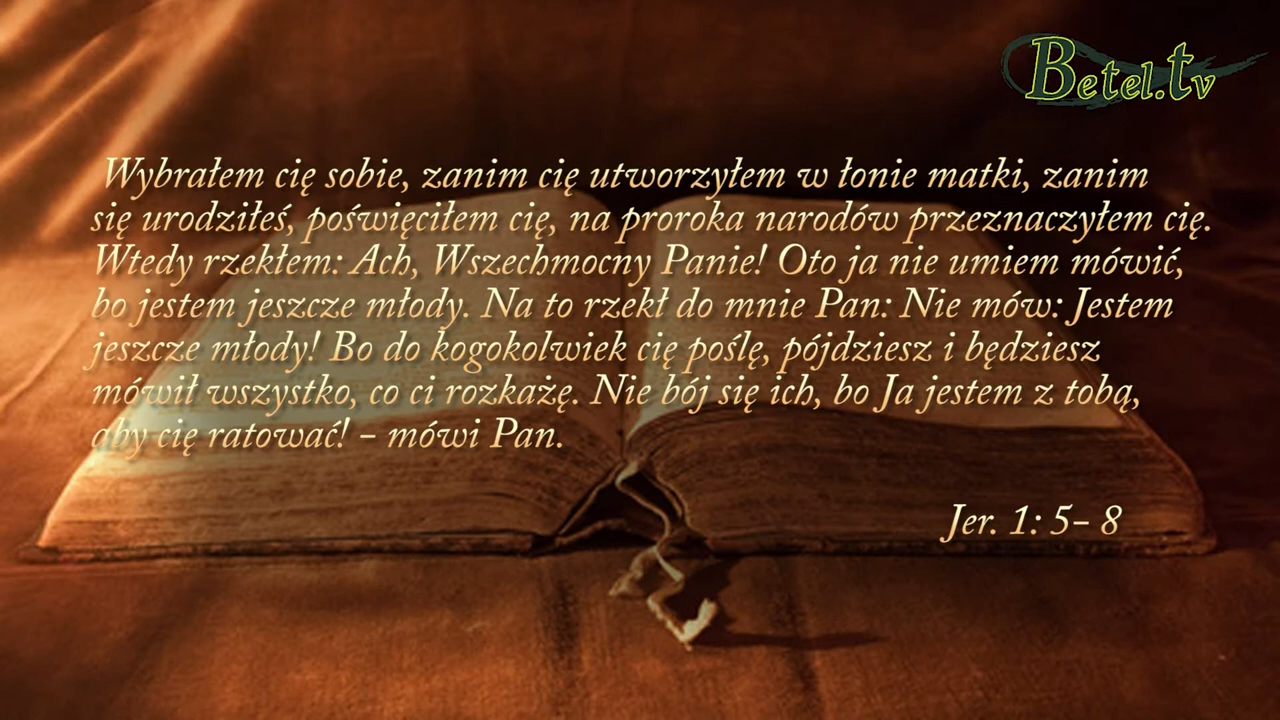 Betel.tv
Wybrałem cię sobie, zanim cię utworzyłem w łonie matki, zanim
się urodziłeś, poświęciłem cię, na proroka narodów przeznaczyłem cię.
Wtedy rzekłem: Ach, Wszechmocny Panie! Oto ja nie umiem mówić,
bo jestem jeszcze młody. Na to rzekł do mnie Pan: Nie mów: Jestem
jeszcze młody! Bo do kogokolwiek cię poślę, pójdziesz i będziesz
mówił wszystko, co ci rozkażę. Nie bój się ich, bo Ja jestem z tobą,
aby cię ratować! – mówi Pan.
Jer. 1: 5– 8